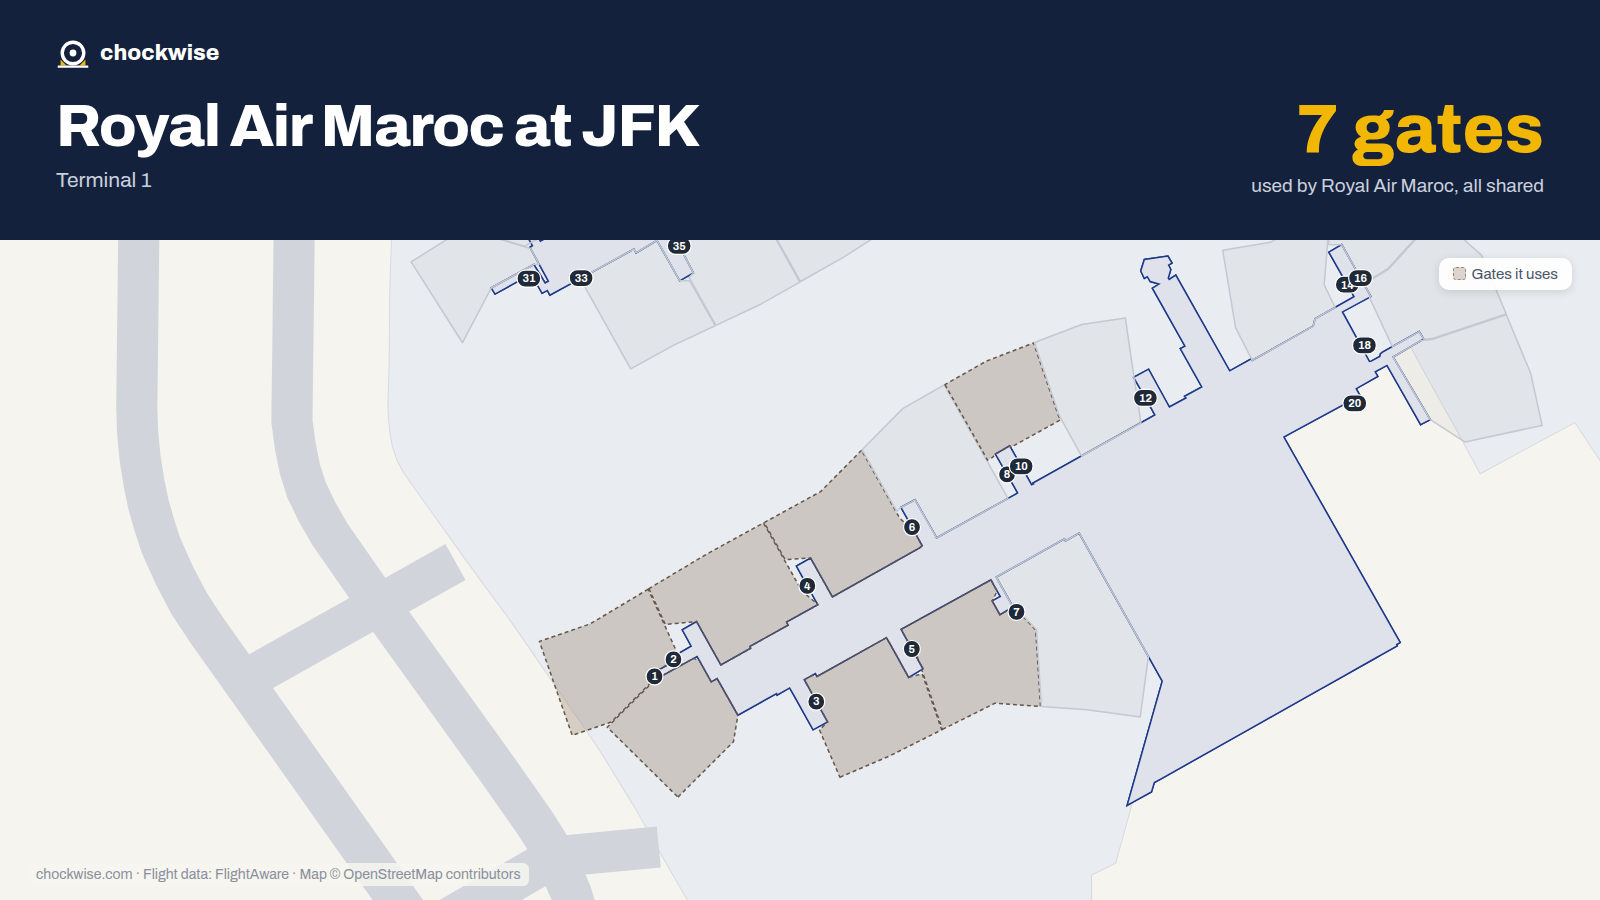 chockwise
Royal Air Maroc at JFK
Terminal 1
7 gates
used by Royal Air Maroc, all shared
Gates it uses
35
31
33
14
16
18
20
12
10
8
6
4
2
1
3
5
7
chockwise.com · Flight data: FlightAware · Map © OpenStreetMap contributors